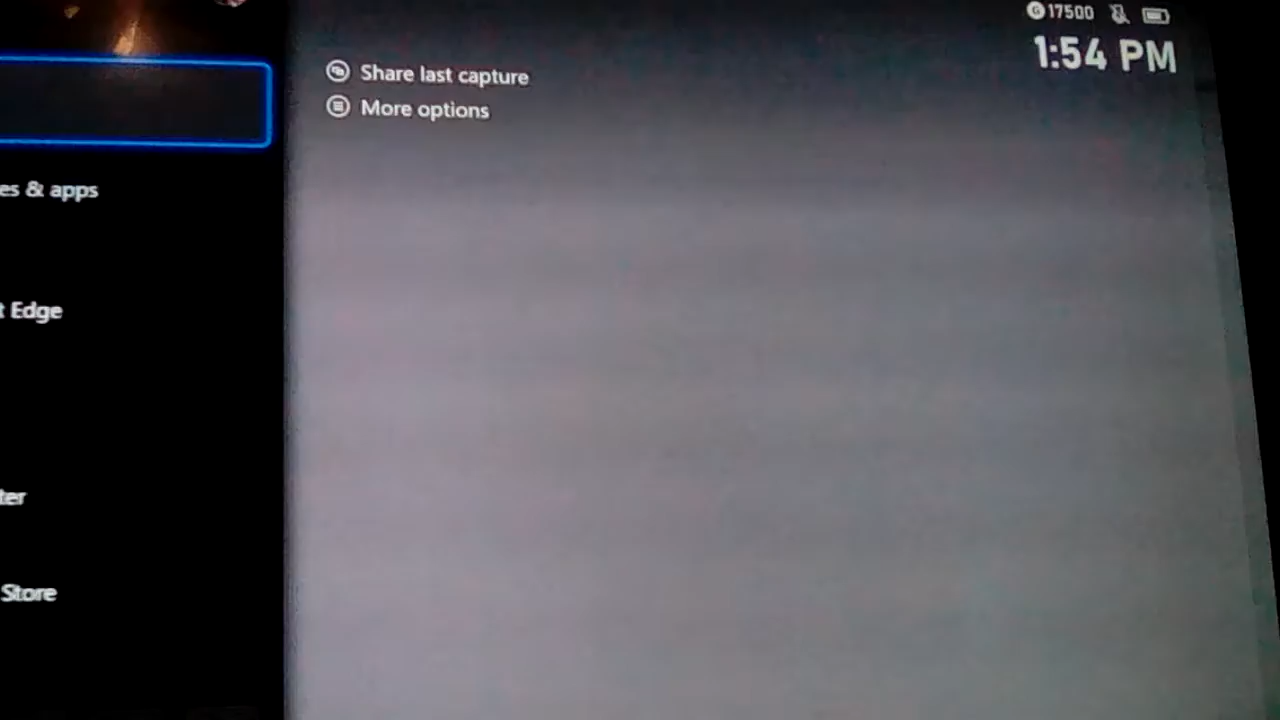 G 17500
1:54 PM
Share last capture
More options
es & apps
t Edge
ter
Store